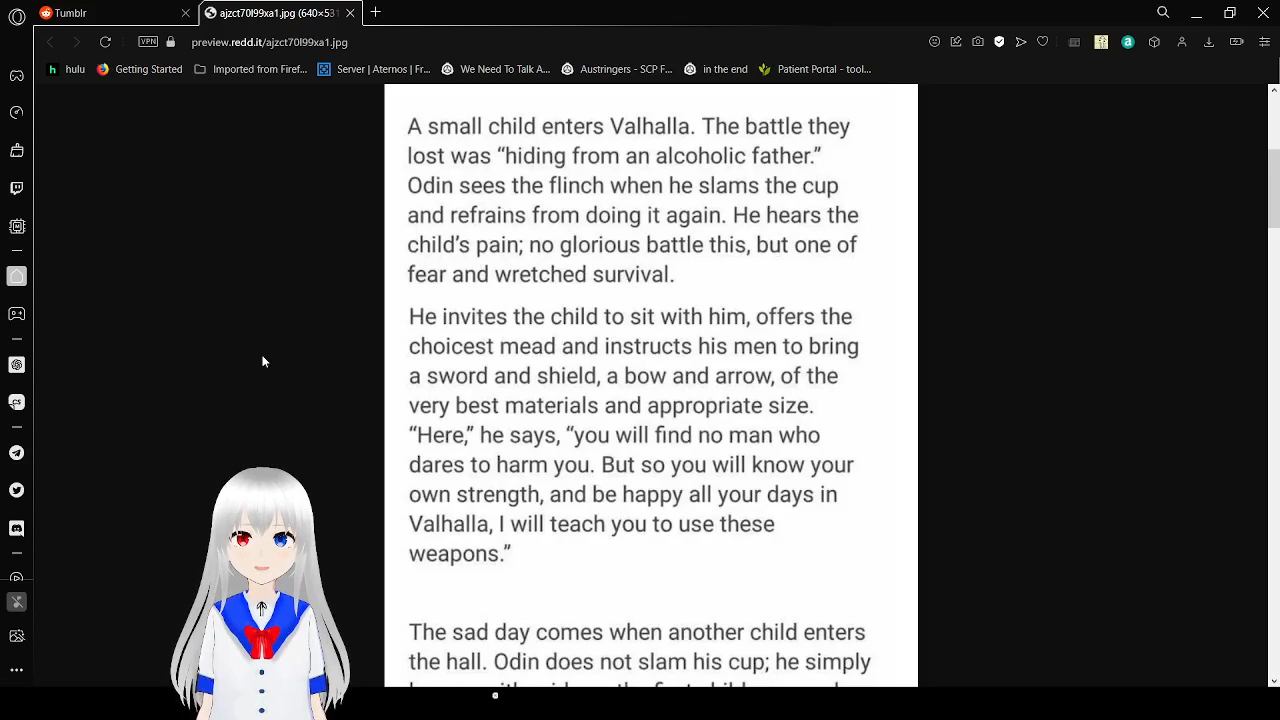 Tumblr
ajzct70l99xa1.jpg (640×531
VPN
preview.redd.it/ajzct70l99xa1.jpg
hulu
Getting Started
Imported from Firef...
Server | Aternos | Fr...
We Need To Talk A...
Austringers - SCP F...
in the end
Patient Portal - tool...
A small child enters Valhalla. The battle they
lost was “hiding from an alcoholic father.”
Odin sees the flinch when he slams the cup
and refrains from doing it again. He hears the
child’s pain; no glorious battle this, but one of
fear and wretched survival.
He invites the child to sit with him, offers the
choicest mead and instructs his men to bring
a sword and shield, a bow and arrow, of the
very best materials and appropriate size.
“Here,” he says, “you will find no man who
dares to harm you. But so you will know your
own strength, and be happy all your days in
Valhalla, I will teach you to use these
weapons.”
The sad day comes when another child enters
the hall. Odin does not slam his cup; he simply